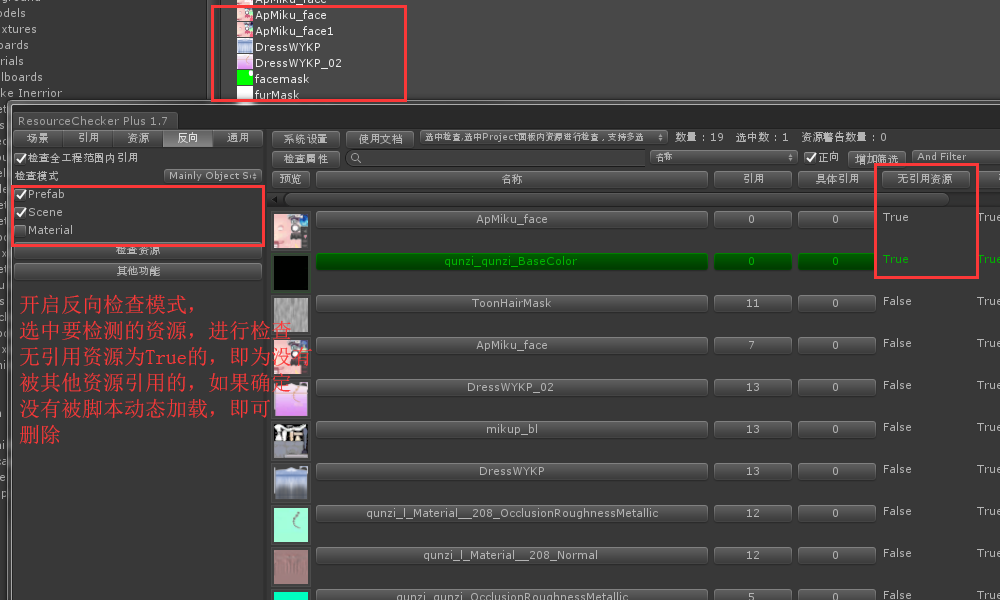 odels
xtures
oards
rials
lboards
ke Inerrior
ApMiku_face
ApMiku_face1
DressWYKP
DressWYKP_02
facemask
furMask
ResourceChecker Plus 1.7
场景 引用 资源 反向 通用
系统设置 使用文档 选中检查,选中Project面板内资源进行检查，支持多选 数量：19 选中数：1 资源警告数量：0
检查全工程范围内引用
检查属性 名称 正向 增加筛选 And Filter
检查模式 Mainly Object S
预览 名称 引用 具体引用 无引用资源
Prefab
Scene
Material
检查资源
其他功能
开启反向检查模式，
选中要检测的资源，进行检查
无引用资源为True的，即为没有
被其他资源引用的，如果确定
没有被脚本动态加载，即可
删除
ApMiku_face 0 0 True True
qunzi_qunzi_BaseColor 0 0 True True
ToonHairMask 11 0 False True
ApMiku_face 7 0 False True
DressWYKP_02 13 0 False True
mikup_bl 13 0 False True
DressWYKP 13 0 False True
qunzi_l_Material__208_OcclusionRoughnessMetallic 12 0 False True
qunzi_l_Material__208_Normal 12 0 False True
qunzi_qunzi_OcclusionRoughnessMetallic 5 0 False True